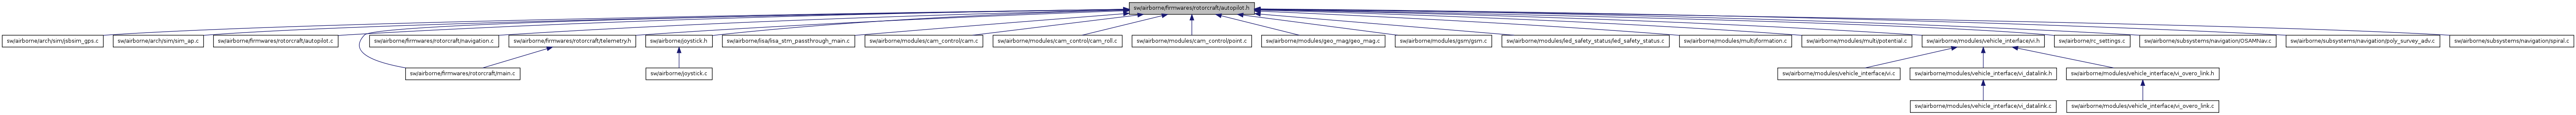 sw/airborne/firmwares/rotorcraft/autopilot.h
sw/airborne/arch/sim/jsbsim_gps.c
sw/airborne/arch/sim/sim_ap.c
sw/airborne/firmwares/rotorcraft/autopilot.c
sw/airborne/firmwares/rotorcraft/navigation.c
sw/airborne/firmwares/rotorcraft/telemetry.h
sw/airborne/joystick.h
sw/airborne/lisa/lisa_stm_passthrough_main.c
sw/airborne/modules/cam_control/cam.c
sw/airborne/modules/cam_control/cam_roll.c
sw/airborne/modules/cam_control/point.c
sw/airborne/modules/geo_mag/geo_mag.c
sw/airborne/modules/gsm/gsm.c
sw/airborne/modules/led_safety_status/led_safety_status.c
sw/airborne/modules/multi/formation.c
sw/airborne/modules/multi/potential.c
sw/airborne/modules/vehicle_interface/vi.h
sw/airborne/rc_settings.c
sw/airborne/subsystems/navigation/OSAMNav.c
sw/airborne/subsystems/navigation/poly_survey_adv.c
sw/airborne/subsystems/navigation/spiral.c
sw/airborne/firmwares/rotorcraft/main.c
sw/airborne/joystick.c
sw/airborne/modules/vehicle_interface/vi.c
sw/airborne/modules/vehicle_interface/vi_datalink.h
sw/airborne/modules/vehicle_interface/vi_overo_link.h
sw/airborne/modules/vehicle_interface/vi_datalink.c
sw/airborne/modules/vehicle_interface/vi_overo_link.c